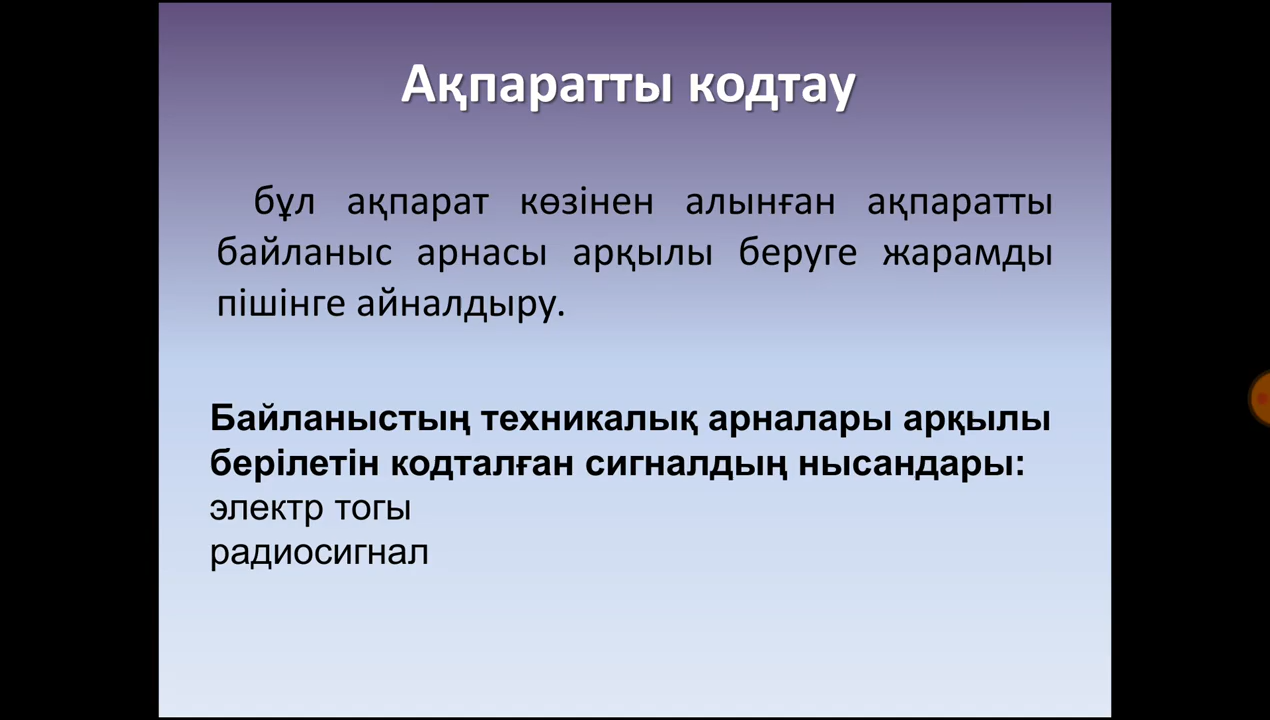 Ақпаратты кодтау
бұл ақпарат көзінен алынған ақпаратты
байланыс арнасы арқылы беруге жарамды
пішінге айналдыру.
Байланыстың техникалық арналары арқылы
берілетін кодталған сигналдың нысандары:
электр тогы
радиосигнал